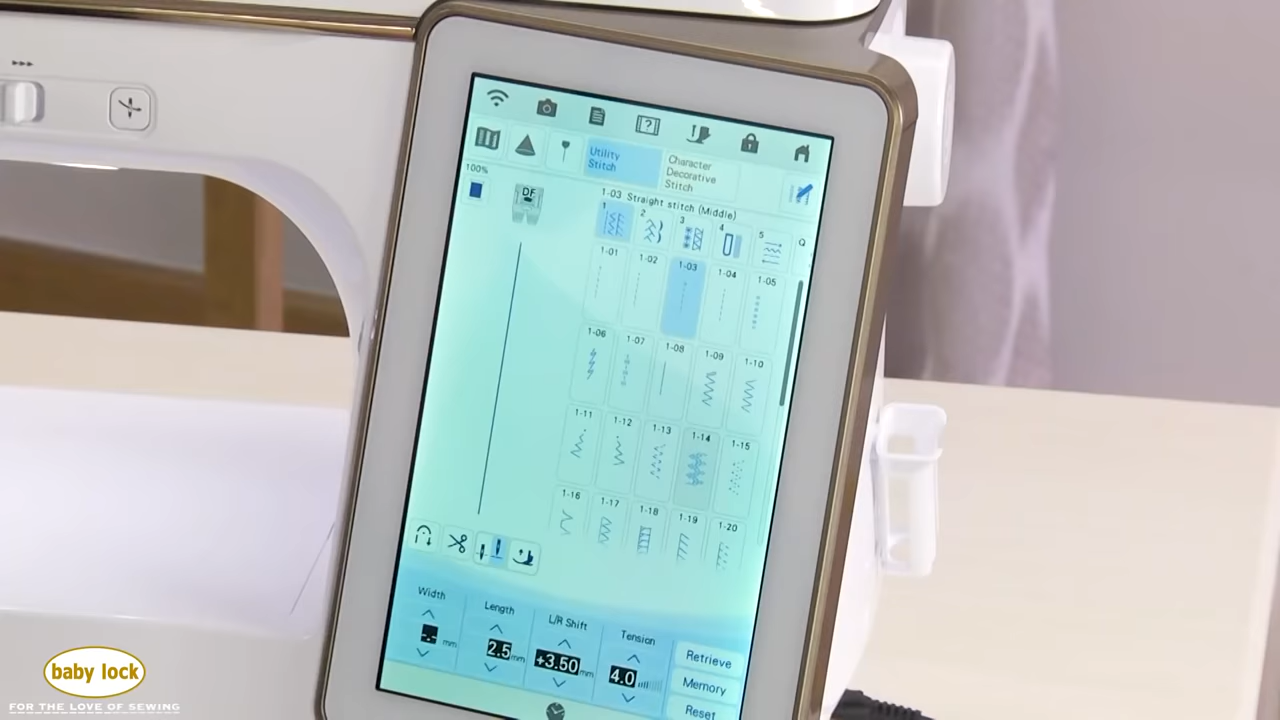 Utility
Stitch
Character
Decorative
Stitch
100%
DF
1-03 Straight stitch (Middle)
1
2
3
4
5
1-01
1-02
1-03
1-04
1-05
1-06
1-07
1-08
1-09
1-10
1-11
1-12
1-13
1-14
1-15
1-16
1-17
1-18
1-19
1-20
Width
Length
L/R Shift
Tension
mm
2.5 mm
+3.50 mm
4.0
Retrieve
Memory
Reset
baby lock
FOR THE LOVE OF SEWING